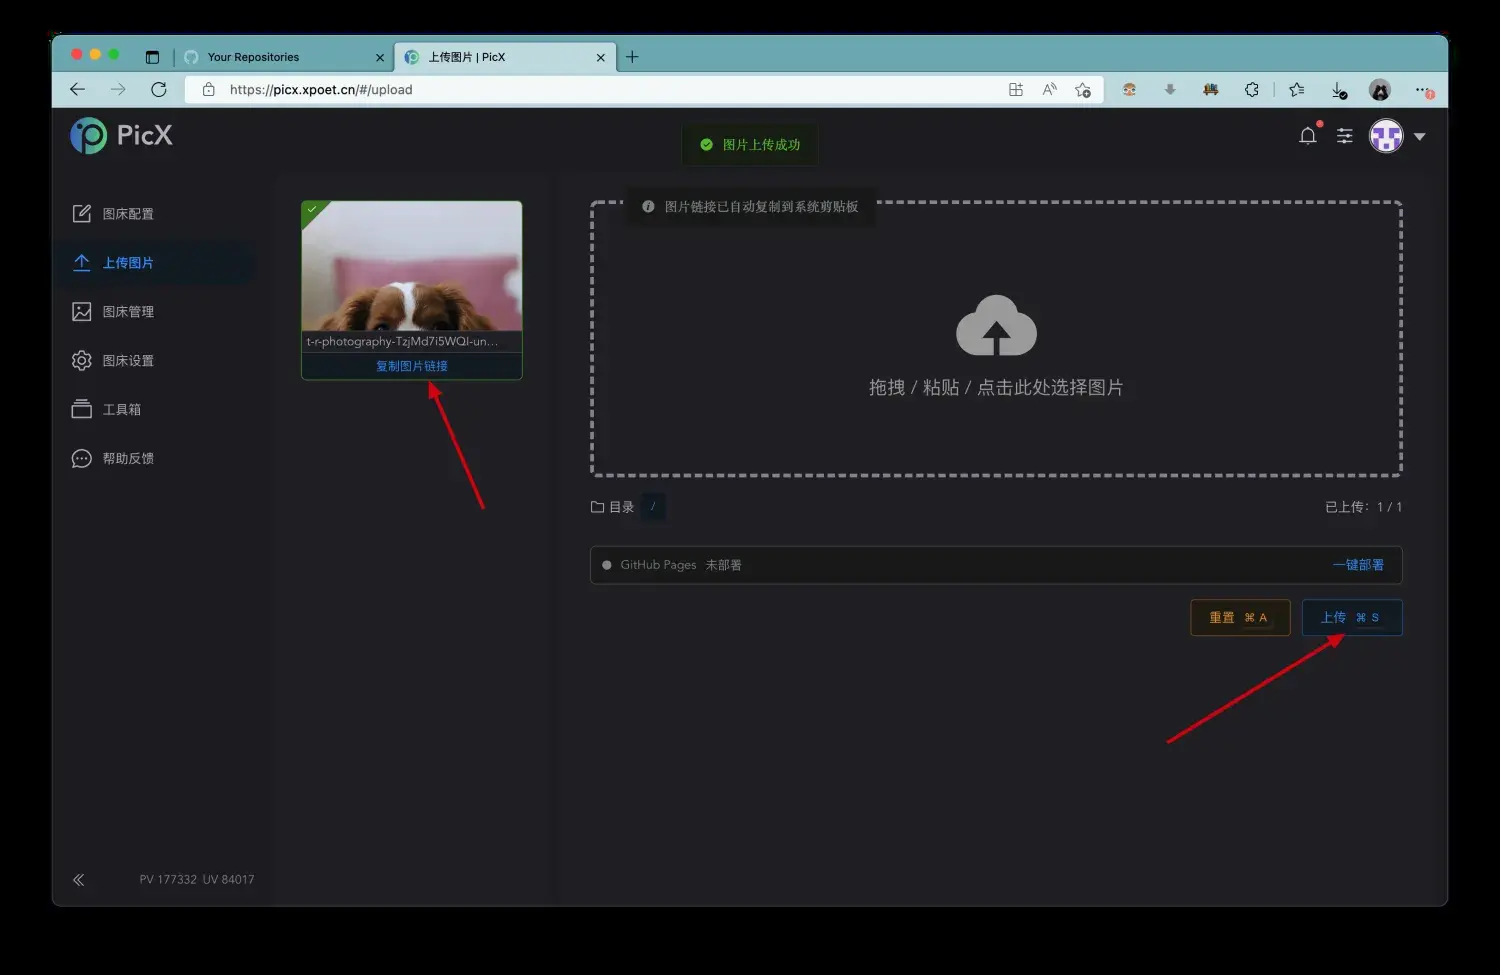 Your Repositories
上传图片 | PicX
https://picx.xpoet.cn/#/upload
PicX
图片上传成功
图片链接已自动复制到系统剪贴板
图床配置
上传图片
图床管理
图床设置
工具箱
帮助反馈
t-r-photography-TzjMd7i5WQI-un...
复制图片链接
拖拽 / 粘贴 / 点击此处选择图片
目录 /
已上传：1 / 1
GitHub Pages 未部署
一键部署
重置 ⌘ A
上传 ⌘ S
PV 177332 UV 84017